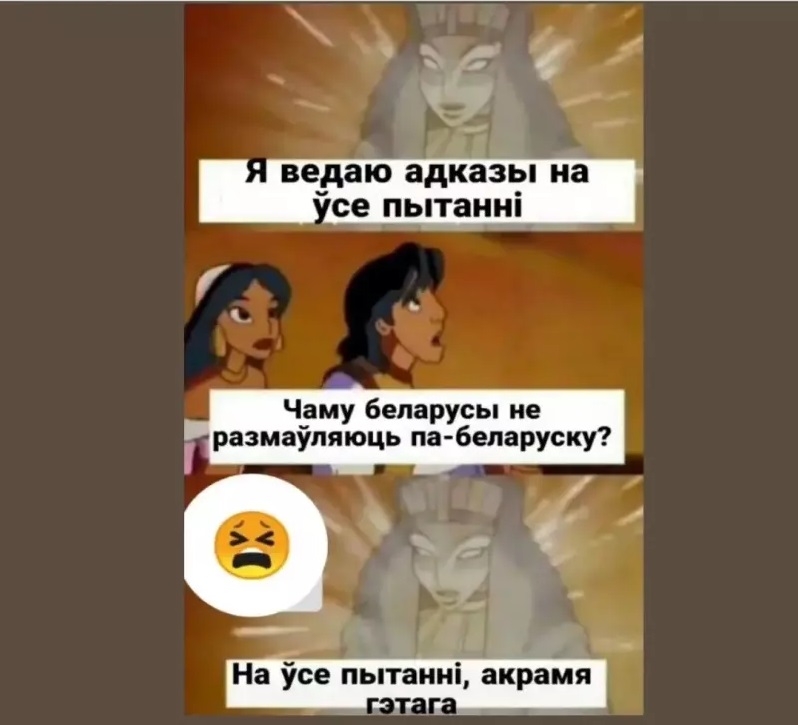 Я ведаю адказы на
ўсе пытанні
Чаму беларусы не
размаўляюць па-беларуску?
На ўсе пытанні, акрамя
гэтага